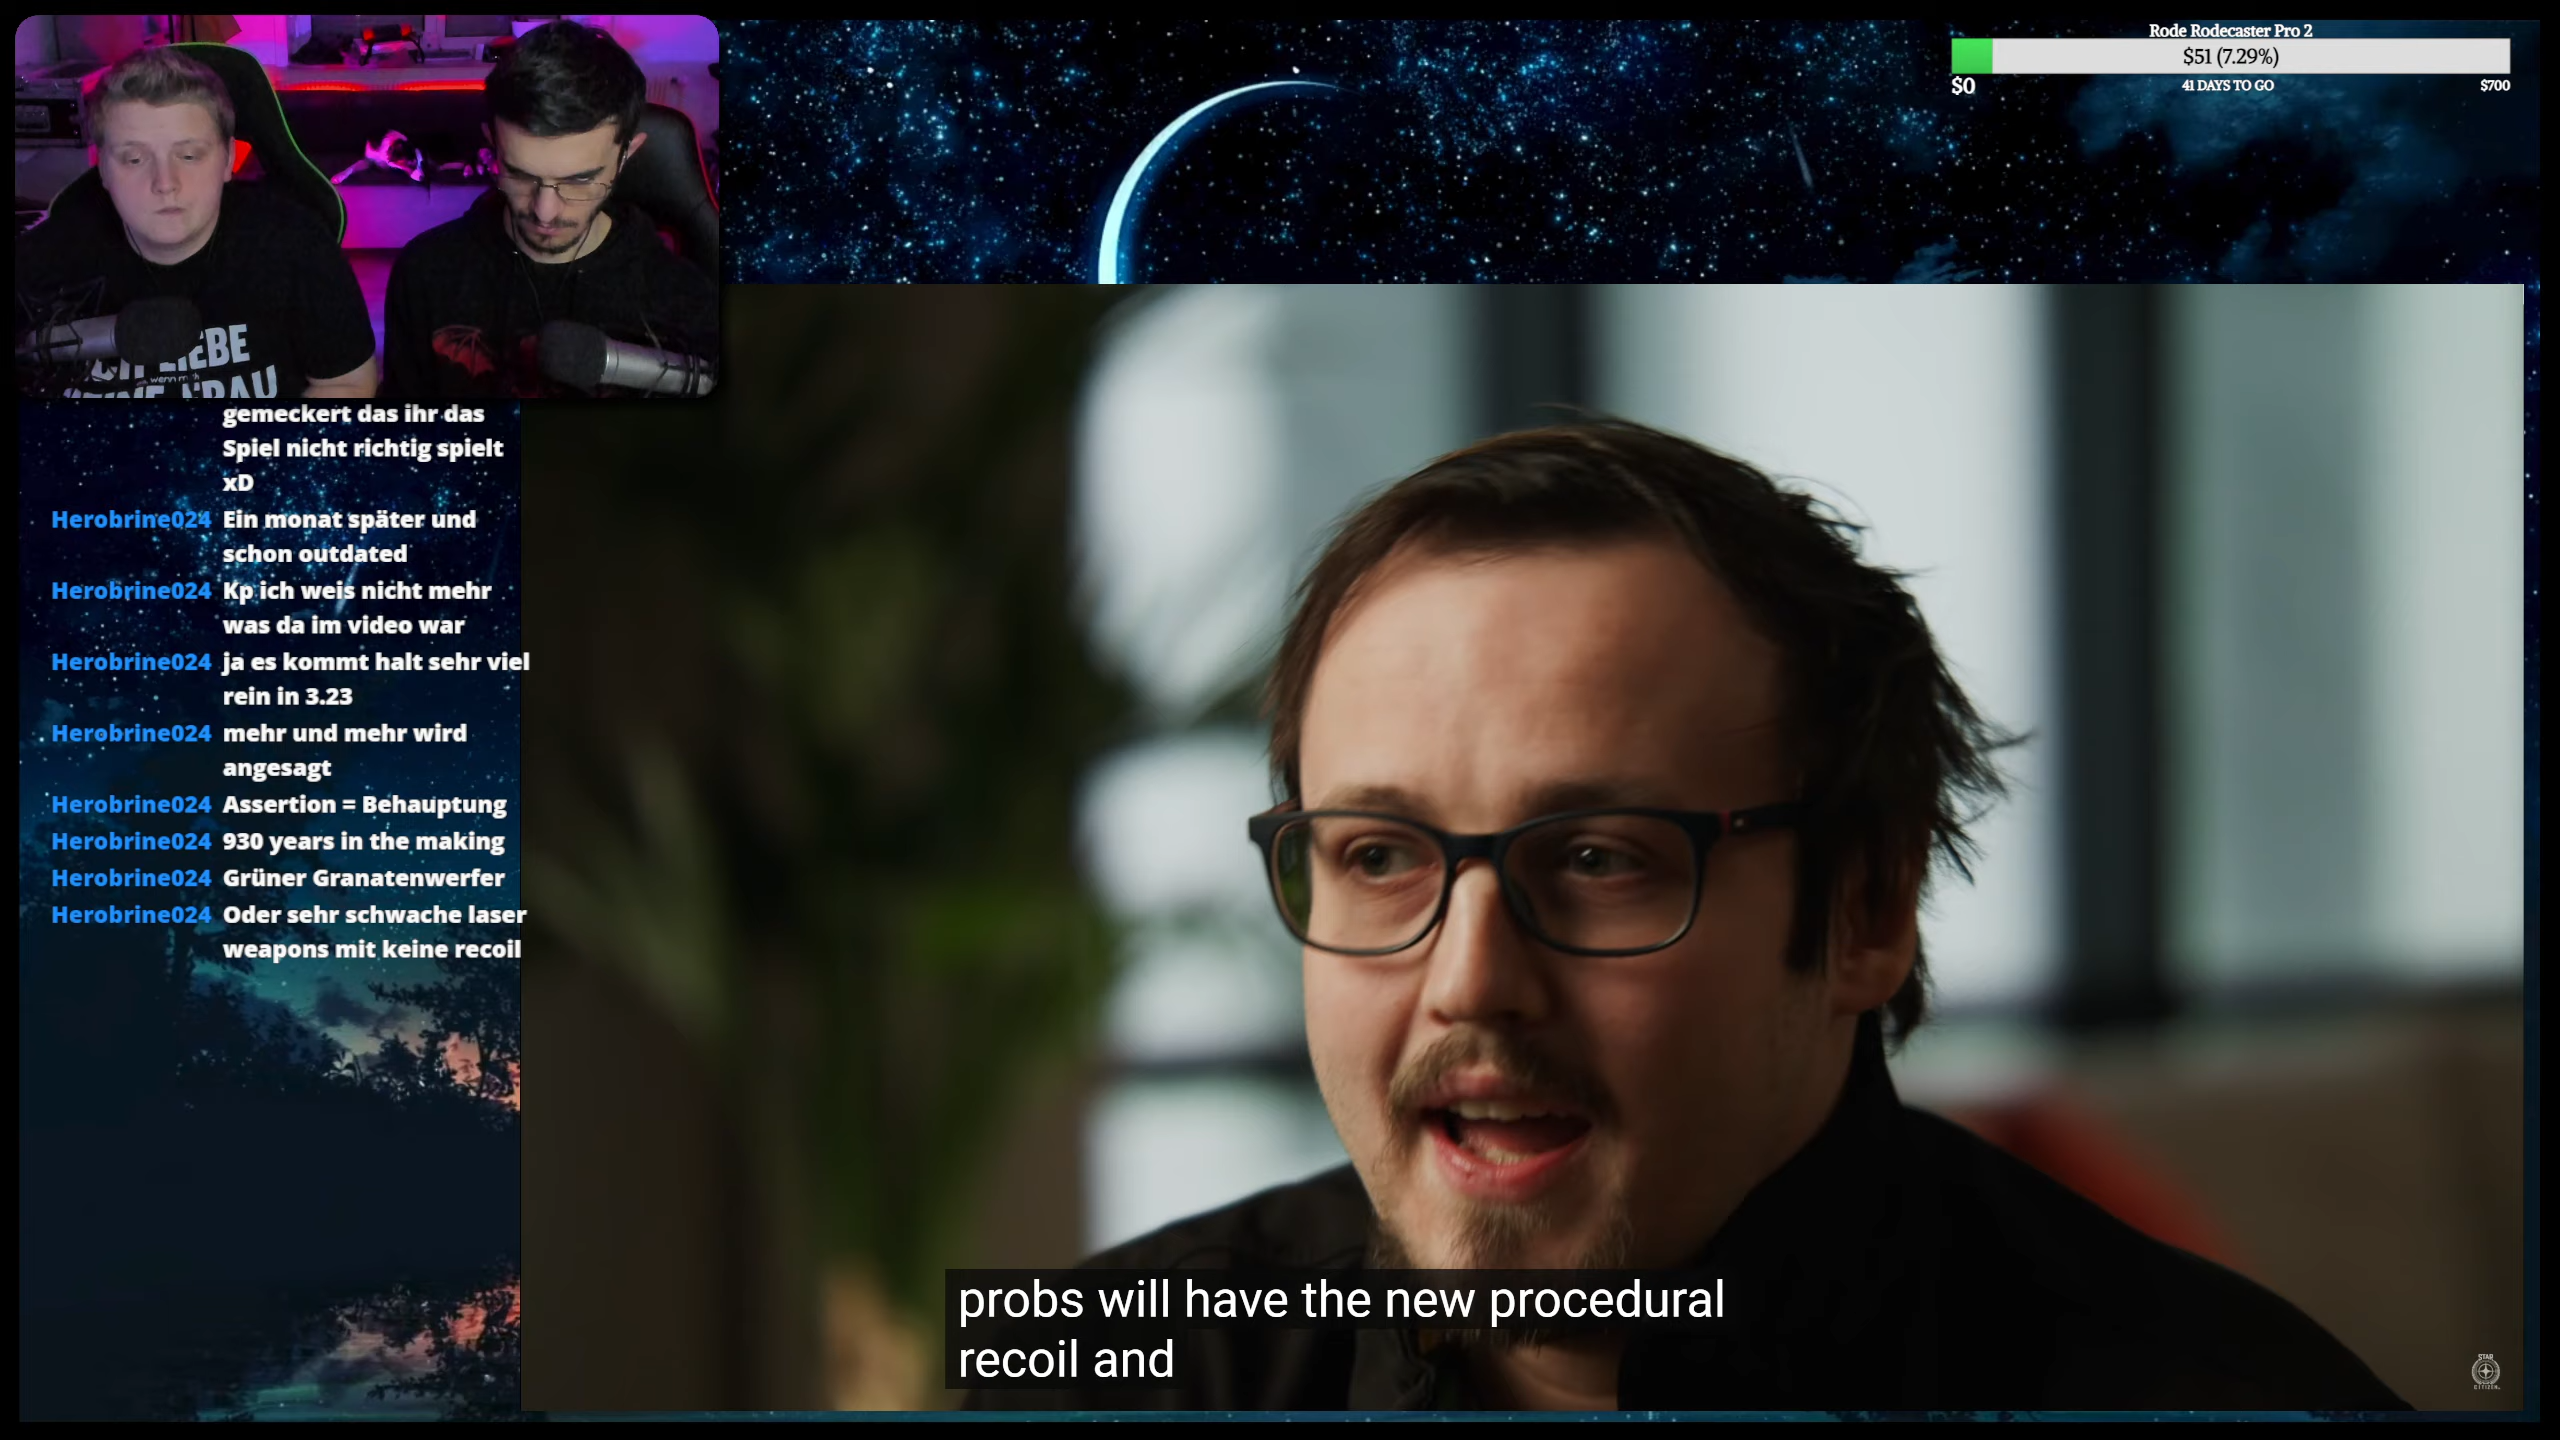 Rode Rodecaster Pro 2
$51 (7.29%)
$0
41 DAYS TO GO
$700
gemeckert das ihr das
Spiel nicht richtig spielt
xD
Herobrine024 Ein monat später und
schon outdated
Herobrine024 Kp ich weis nicht mehr
was da im video war
Herobrine024 ja es kommt halt sehr viel
rein in 3.23
Herobrine024 mehr und mehr wird
angesagt
Herobrine024 Assertion = Behauptung
Herobrine024 930 years in the making
Herobrine024 Grüner Granatenwerfer
Herobrine024 Oder sehr schwache laser
weapons mit keine recoil
probs will have the new procedural
recoil and
STAR
CITIZEN